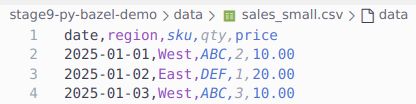 stage9-py-bazel-demo > data > sales_small.csv > data
1 date,region,sku,qty,price
2 2025-01-01,West,ABC,2,10.00
3 2025-01-02,East,DEF,1,20.00
4 2025-01-03,West,ABC,3,10.00